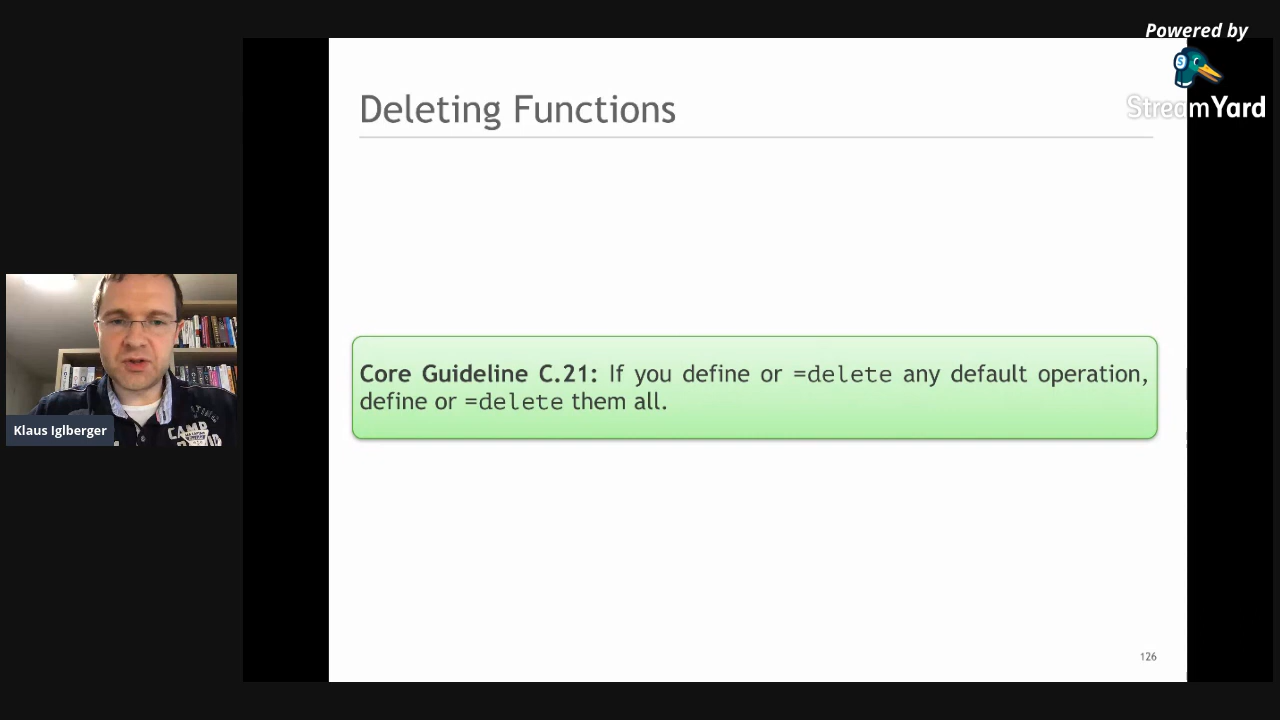 Powered by
StreamYard
Deleting Functions
Core Guideline C.21: If you define or =delete any default operation,
define or =delete them all.
Klaus Iglberger
CAMP
126